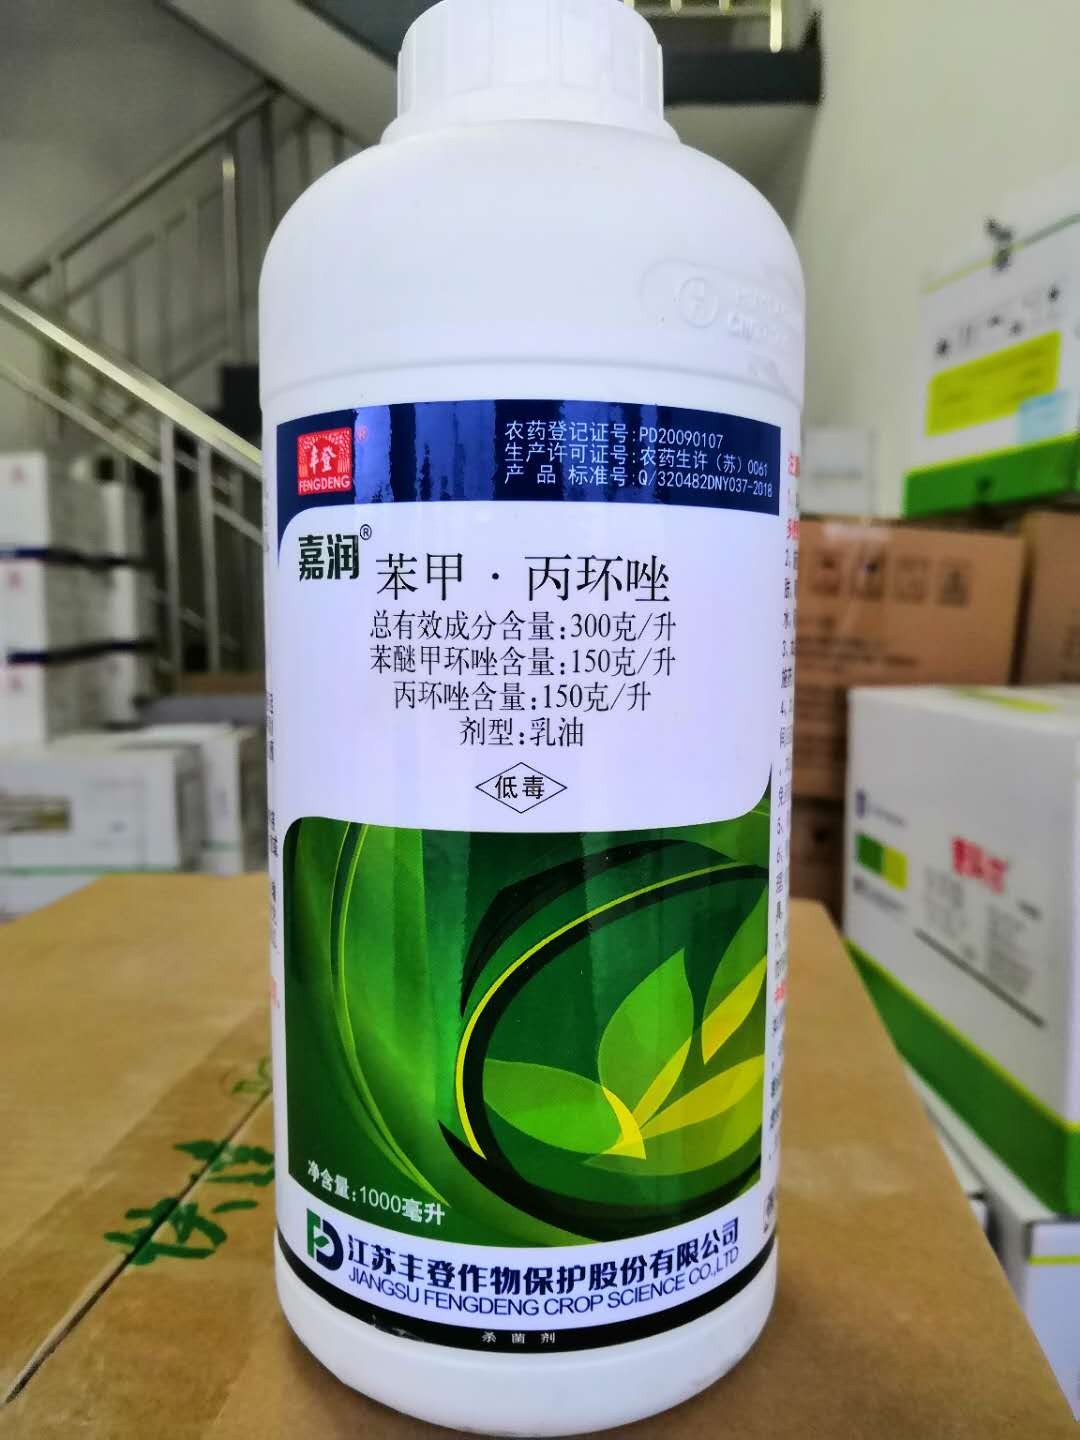 丰登®
FENGDENG
农药登记证号:PD20090107
生产许可证号:农药生许（苏）0061
产品标准号:Q/320482DNY037-2018
嘉润®
苯甲·丙环唑
总有效成分含量:300克/升
苯醚甲环唑含量:150克/升
丙环唑含量:150克/升
剂型:乳油
低毒
净含量:1000毫升
江苏丰登作物保护股份有限公司
JIANGSU FENGDENG CROP SCIENCE CO.,LTD
杀菌剂